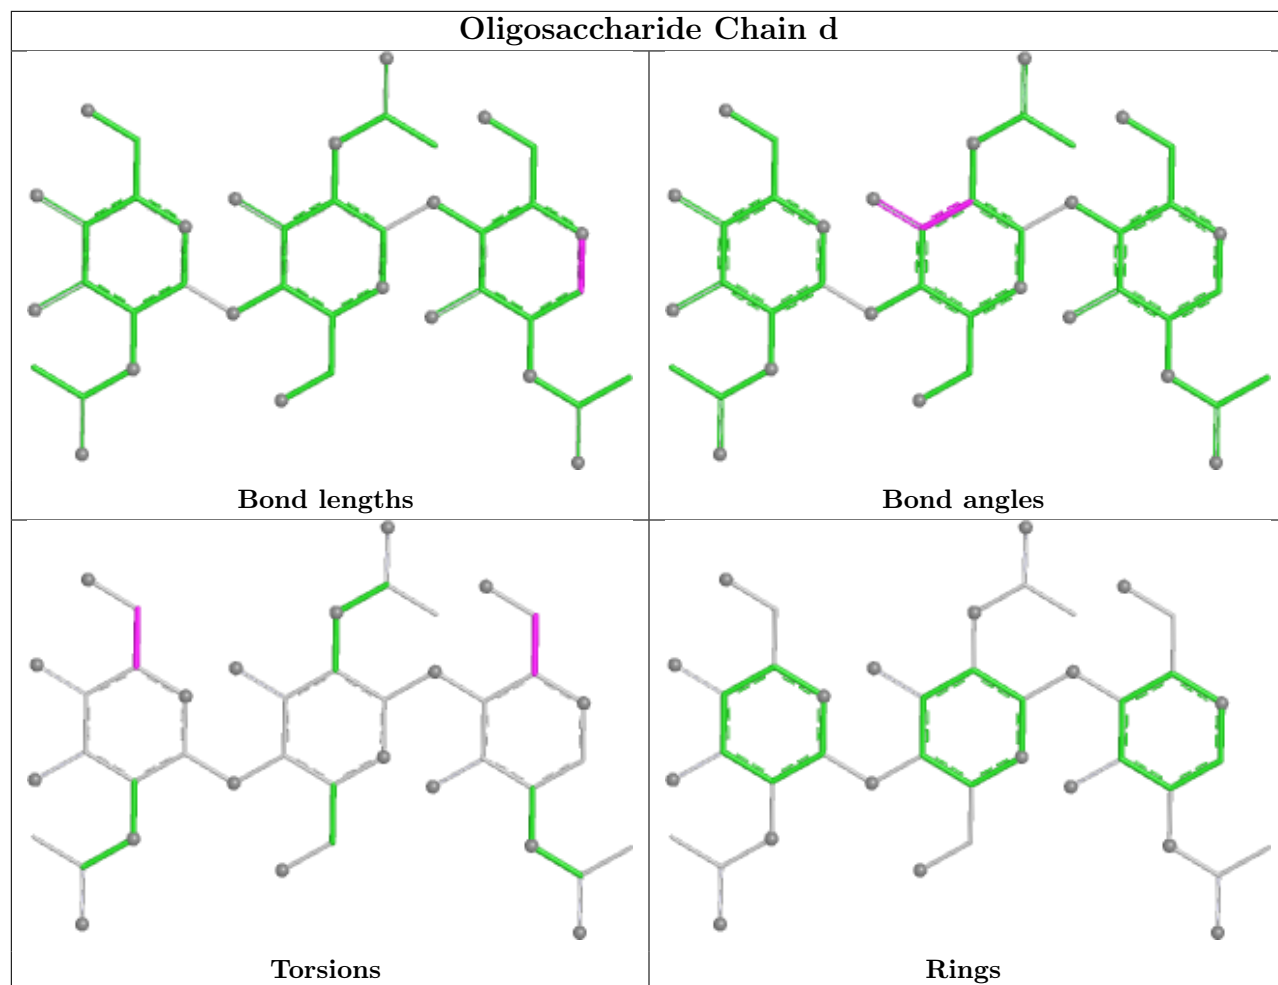 Oligosaccharide Chain d
Bond lengths
Bond angles
Torsions
Rings